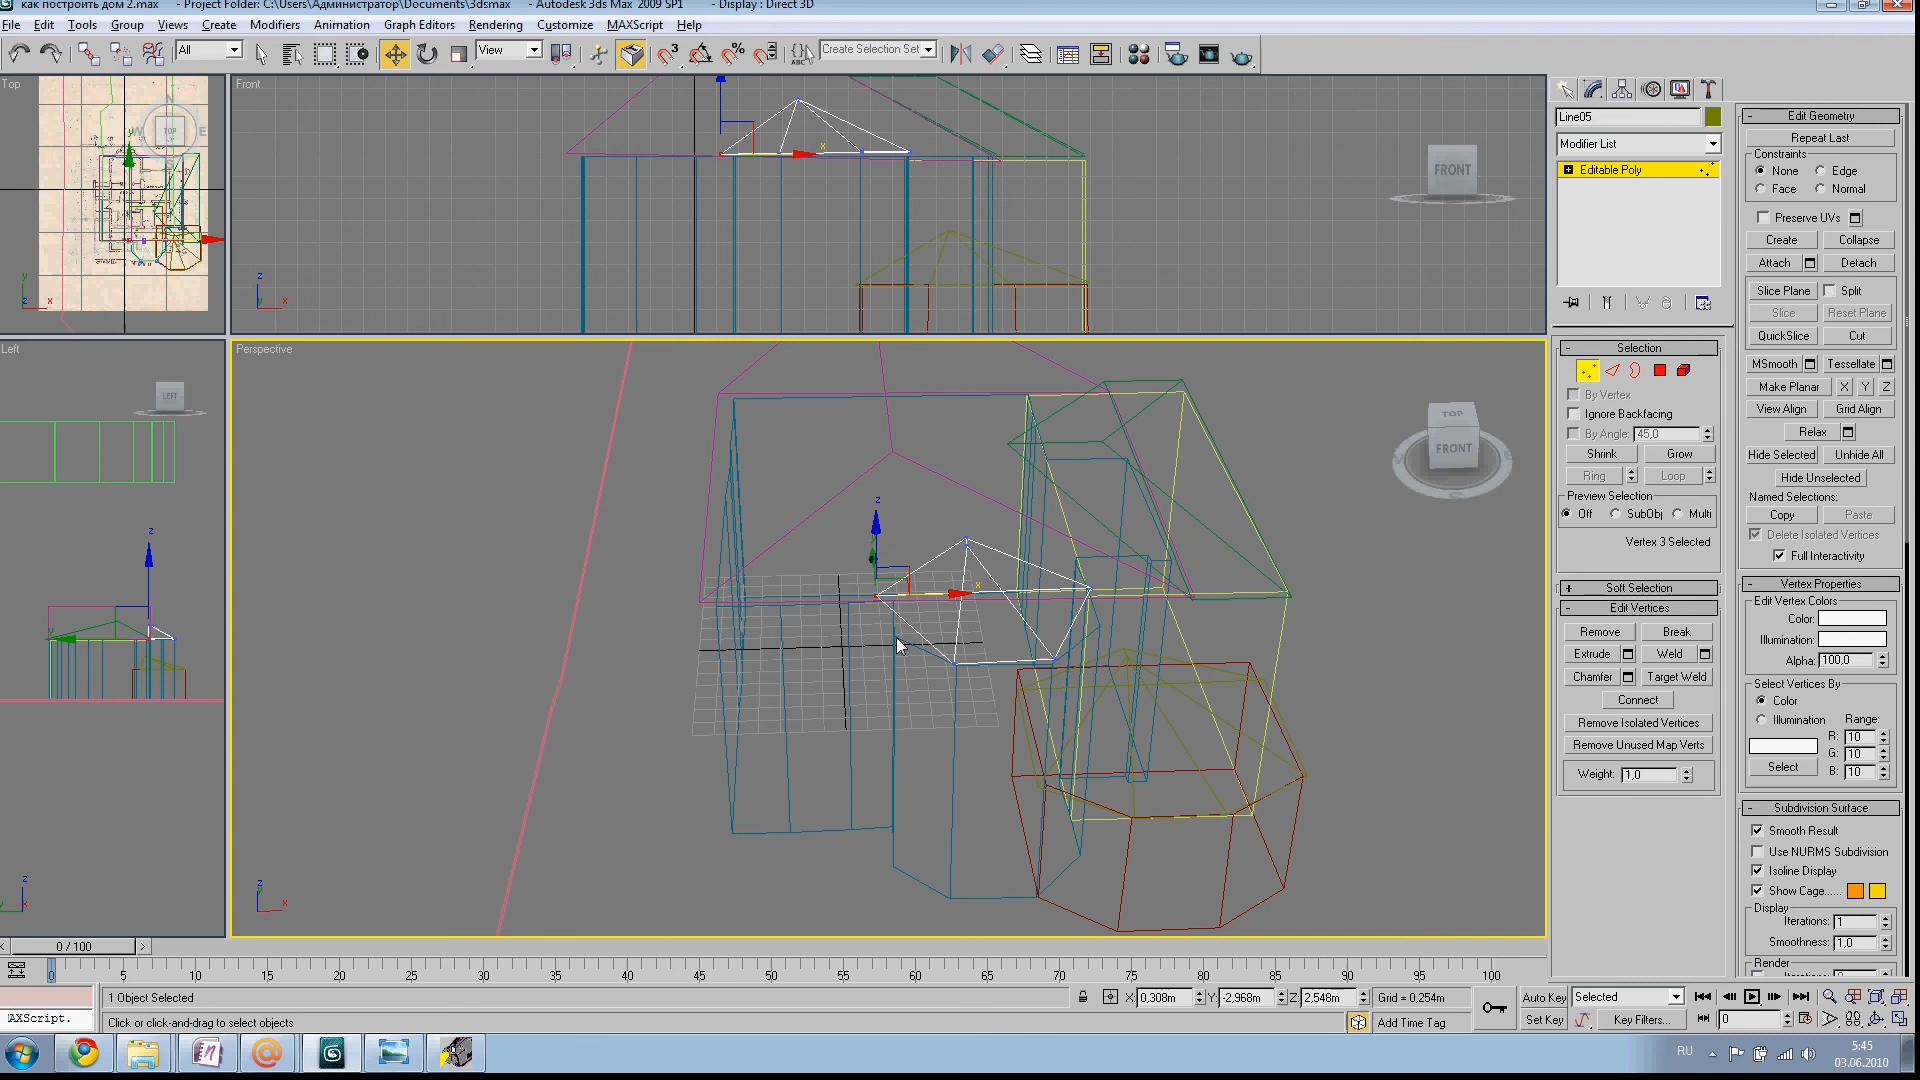 как построить дом 2.max - Project Folder: C:\Users\Администратор\Documents\3dsmax - Autodesk 3ds Max 2009 SP1 - Display : Direct 3D
File Edit Tools Group Views Create Modifiers Animation Graph Editors Rendering Customize MAXScript Help
All View Create Selection Set
Top
N
W TOP E
y
x
z
Front
z
x
FRONT
Left
LEFT
z
y
Perspective
z
x
TOP
FRONT
S
Line05
Modifier List
Editable Poly
- Selection
By Vertex
Ignore Backfacing
By Angle: 45,0
Shrink Grow
Ring Loop
Preview Selection
Off SubObj Multi
Vertex 3 Selected
+ Soft Selection
- Edit Vertices
Remove Break
Extrude Weld
Chamfer Target Weld
Connect
Remove Isolated Vertices
Remove Unused Map Verts
Weight: 1,0
- Edit Geometry
Repeat Last
Constraints
None Edge
Face Normal
Preserve UVs
Create Collapse
Attach Detach
Slice Plane Split
Slice Reset Plane
QuickSlice Cut
MSmooth Tessellate
Make Planar X Y Z
View Align Grid Align
Relax
Hide Selected Unhide All
Hide Unselected
Named Selections:
Copy Paste
Delete Isolated Vertices
Full Interactivity
- Vertex Properties
Edit Vertex Colors
Color:
Illumination:
Alpha: 100,0
Select Vertices By
Color
Illumination Range:
R: 10
G: 10
Select B: 10
- Subdivision Surface
Smooth Result
Use NURMS Subdivision
Isoline Display
Show Cage......
Display
Iterations: 1
Smoothness: 1,0
Render
< 0 / 100 >
0 5 10 15 20 25 30 35 40 45 50 55 60 65 70 75 80 85 90 95 100
1 Object Selected X: 0,308m Y: -2,968m Z: 2,548m Grid = 0,254m Auto Key Selected
AXScript. Click or click-and-drag to select objects Add Time Tag Set Key Key Filters... 0
RU 5:45
03.06.2010